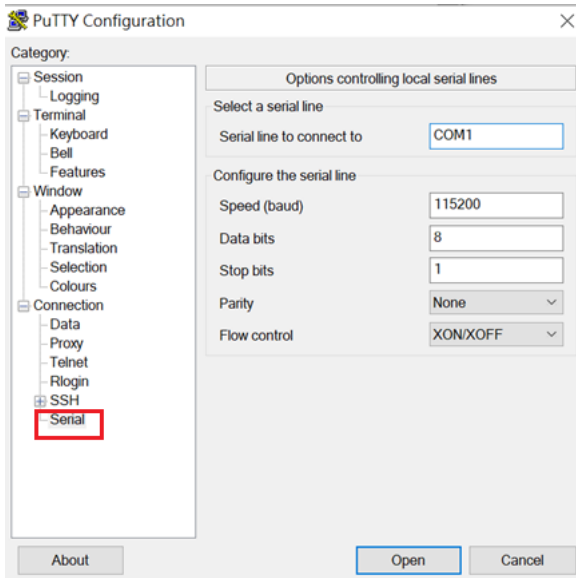 PuTTY Configuration
Category:
Session
Logging
Terminal
Keyboard
Bell
Features
Window
Appearance
Behaviour
Translation
Selection
Colours
Connection
Data
Proxy
Telnet
Rlogin
SSH
Serial
Options controlling local serial lines
Select a serial line
Serial line to connect to COM1
Configure the serial line
Speed (baud) 115200
Data bits 8
Stop bits 1
Parity None
Flow control XON/XOFF
About Open Cancel